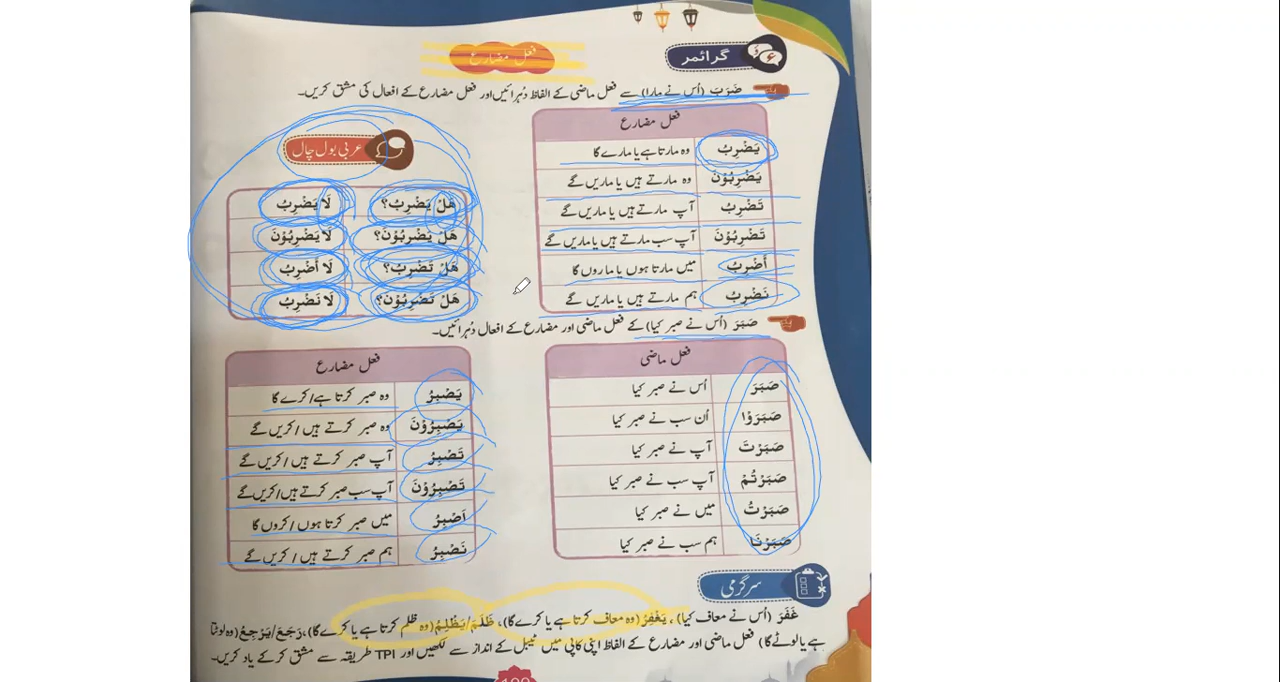 گرائمر
فعل مضارع
ضَرَبَ (اُس نے مارا) سے فعل ماضی کے الفاظ دُہرائیں اور فعل مضارع کے افعال کی مشق کریں۔
فعل مضارع
يَضْرِبُ وہ مارتا ہے یا مارے گا
يَضْرِبُوْنَ وہ مارتے ہیں یا ماریں گے
تَضْرِبُ آپ مارتے ہیں یا ماریں گے
تَضْرِبُوْنَ آپ سب مارتے ہیں یا ماریں گے
أَضْرِبُ میں مارتا ہوں یا ماروں گا
نَضْرِبُ ہم مارتے ہیں یا ماریں گے
عربی بول چال
هَلْ يَضْرِبُ؟ لَا يَضْرِبُ
هَلْ يَضْرِبُوْنَ؟ لَا يَضْرِبُوْنَ
هَلْ تَضْرِبُ؟ لَا أَضْرِبُ
هَلْ تَضْرِبُوْنَ؟ لَا نَضْرِبُ
صَبَرَ (اُس نے صبر کیا) کے فعل ماضی اور مضارع کے افعال دُہرائیں۔
فعل ماضی
صَبَرَ اُس نے صبر کیا
صَبَرَوْا اُن سب نے صبر کیا
صَبَرْتَ آپ نے صبر کیا
صَبَرْتُمْ آپ سب نے صبر کیا
صَبَرْتُ میں نے صبر کیا
صَبَرْنَا ہم سب نے صبر کیا
فعل مضارع
يَصْبِرُ وہ صبر کرتا ہے/کرے گا
يَصْبِرُوْنَ وہ صبر کرتے ہیں/کریں گے
تَصْبِرُ آپ صبر کرتے ہیں/کریں گے
تَصْبِرُوْنَ آپ سب صبر کرتے ہیں/کریں گے
اَصْبِرُ میں صبر کرتا ہوں/کروں گا
نَصْبِرُ ہم صبر کرتے ہیں/کریں گے
سرگرمی
غَفَرَ (اُس نے معاف کیا)، يَغْفِرُ (وہ معاف کرتا ہے یا کرے گا)، ظَلَمَ/يَظْلِمُ (وہ ظلم کرتا ہے یا کرے گا)، رَجَعَ/يَرْجِعُ (وہ لوٹتا
ہے یا لوٹے گا) فعل ماضی اور مضارع کے الفاظ اپنی کاپی میں ٹیبل کے انداز سے لکھیں اور TPI طریقہ سے مشق کرکے یاد کریں۔